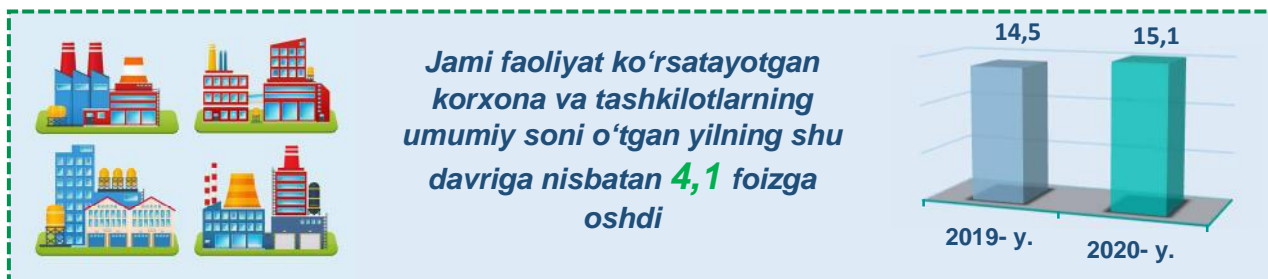 Jami faoliyat ko‘rsatayotgan
korxona va tashkilotlarning
umumiy soni o‘tgan yilning shu
davriga nisbatan 4,1 foizga
oshdi
14,5 15,1
2019- y. 2020- y.